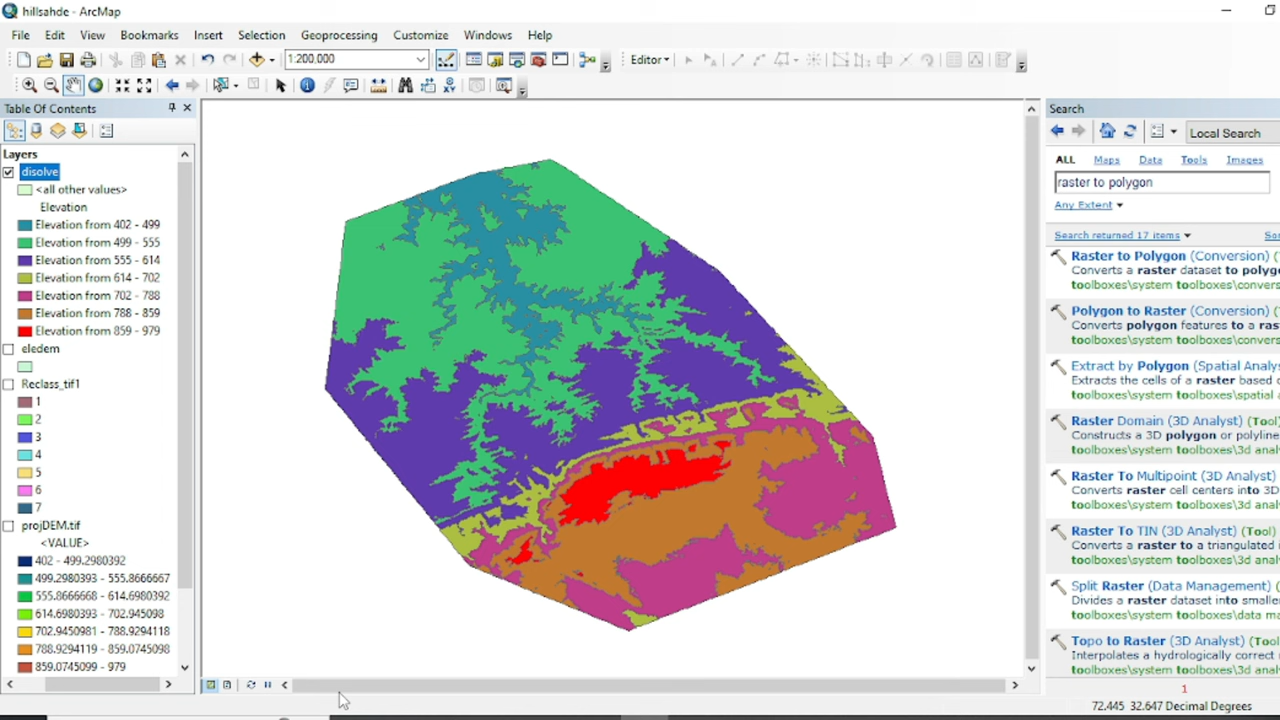 hillsahde - ArcMap
File Edit View Bookmarks Insert Selection Geoprocessing Customize Windows Help
1:200,000
Editor
Table Of Contents
Layers
disolve
<all other values>
Elevation
Elevation from 402 - 499
Elevation from 499 - 555
Elevation from 555 - 614
Elevation from 614 - 702
Elevation from 702 - 788
Elevation from 788 - 859
Elevation from 859 - 979
eledem
Reclass_tif1
1
2
3
4
5
6
7
projDEM.tif
<VALUE>
402 - 499.2980392
499.2980393 - 555.8666667
555.8666668 - 614.6980392
614.6980393 - 702.945098
702.9450981 - 788.9294118
788.9294119 - 859.0745098
859.0745099 - 979
Search
Local Search
ALL Maps Data Tools Images
raster to polygon
Any Extent
Search returned 17 items
Raster to Polygon (Conversion)
Converts a raster dataset to polyg
toolboxes\system toolboxes\convers
Polygon to Raster (Conversion)
Converts polygon features to a ras
toolboxes\system toolboxes\convers
Extract by Polygon (Spatial Analys
Extracts the cells of a raster based
toolboxes\system toolboxes\spatial
Raster Domain (3D Analyst) (Tool)
Constructs a 3D polygon or polyline
toolboxes\system toolboxes\3d anal
Raster To Multipoint (3D Analyst)
Converts raster cell centers into 3D
toolboxes\system toolboxes\3d anal
Raster To TIN (3D Analyst) (Tool)
Converts a raster to a triangulated i
toolboxes\system toolboxes\3d anal
Split Raster (Data Management) (
Divides a raster dataset into smalle
toolboxes\system toolboxes\data ma
Topo to Raster (3D Analyst) (Tool
Interpolates a hydrologically correct
toolboxes\system toolboxes\3d anal
1
72.445 32.647 Decimal Degrees